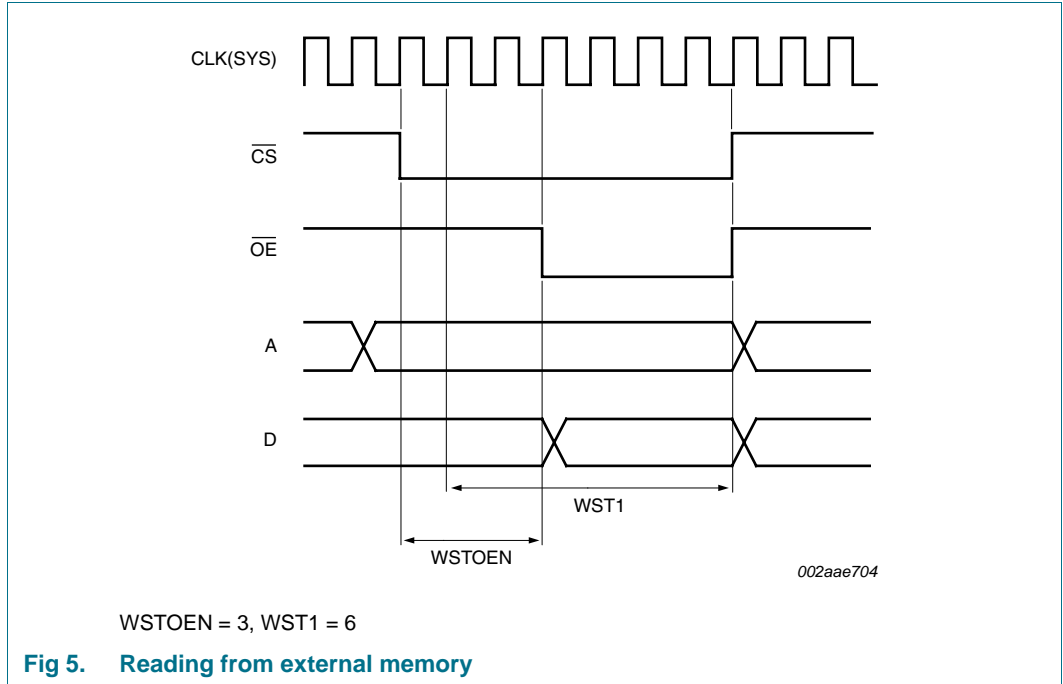 CLK(SYS)
CS
OE
A
D
WST1
WSTOEN
002aae704
WSTOEN = 3, WST1 = 6
Fig 5. Reading from external memory